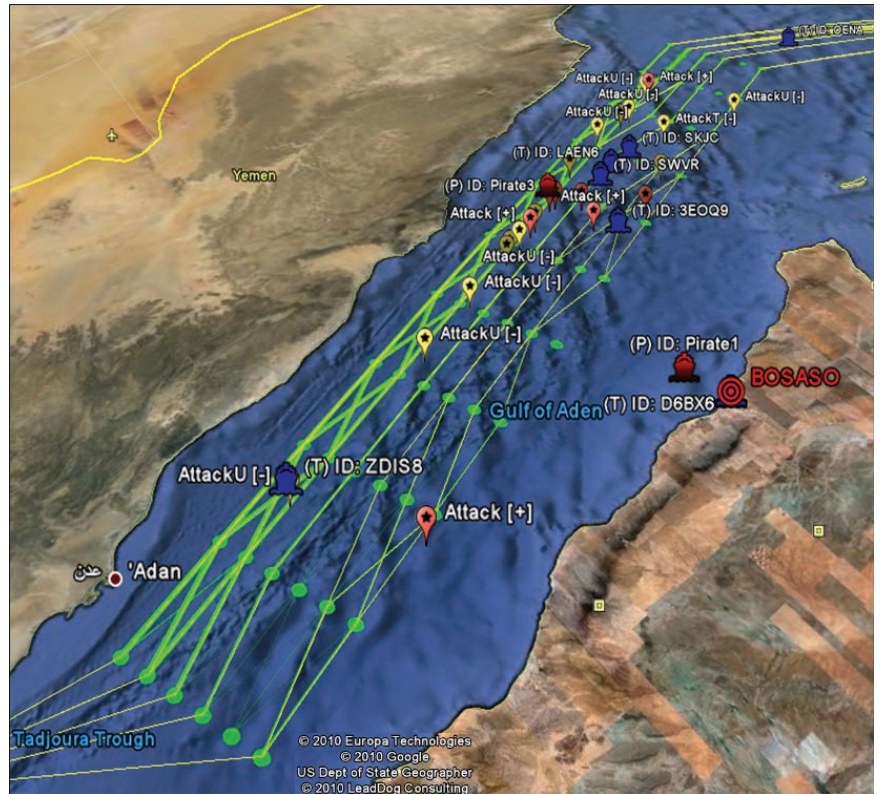 (T) ID: OENA
AttackU [-]
Attack [+]
AttackU [-]
AttackU [-]
AttackU [-]
AttackT [-]
(T) ID: SKJC
(T) ID: LAEN6
(T) ID: SWVR
Yemen
(P) ID: Pirate3
Attack [+]
(T) ID: 3EOQ9
Attack [+]
AttackU [-]
AttackU [-]
AttackU [-]
(P) ID: Pirate1
BOSASO
Gulf of Aden
(T) ID: D6BX6
AttackU [-]
(T) ID: ZDIS8
Attack [+]
عدن
'Adan
Tadjoura Trough
© 2010 Europa Technologies
© 2010 Google
US Dept of State Geographer
© 2010 LeadDog Consulting